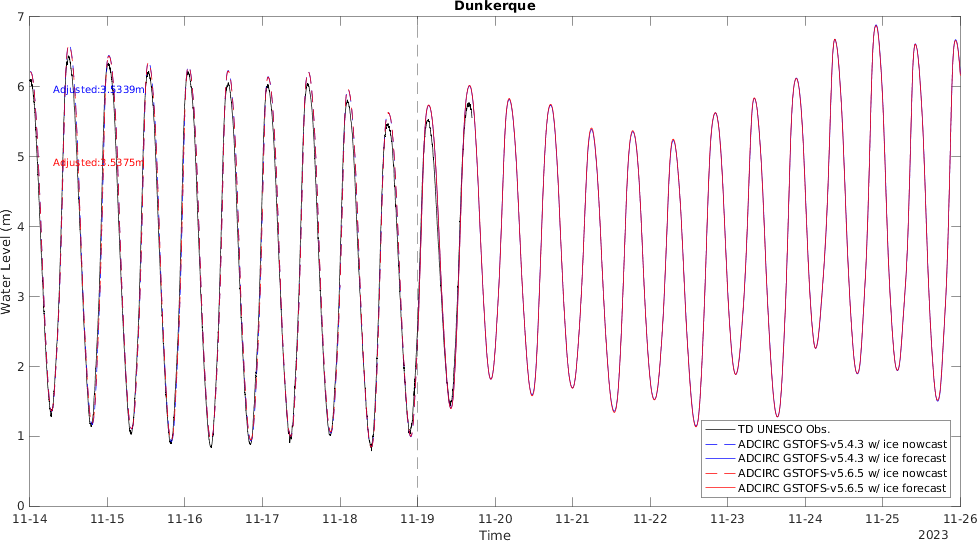 Dunkerque
7
6
5
4
3
2
1
0
Water Level (m)
Adjusted:3.5339m
Adjusted:3.5375m
TD UNESCO Obs.
ADCIRC GSTOFS-v5.4.3 w/ ice nowcast
ADCIRC GSTOFS-v5.4.3 w/ ice forecast
ADCIRC GSTOFS-v5.6.5 w/ ice nowcast
ADCIRC GSTOFS-v5.6.5 w/ ice forecast
11-14 11-15 11-16 11-17 11-18 11-19 11-20 11-21 11-22 11-23 11-24 11-25 11-26
Time
2023